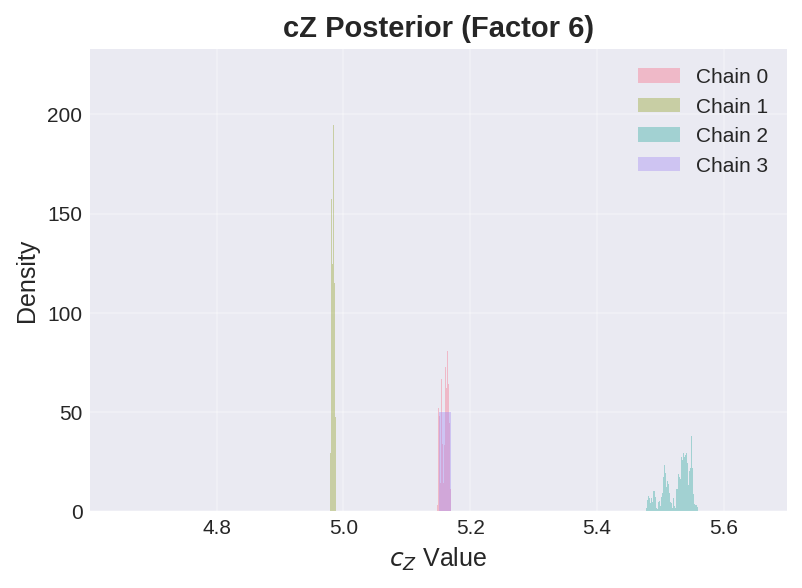 cZ Posterior (Factor 6)
Chain 0
Chain 1
Chain 2
Chain 3
Density
200
150
100
50
0
4.8 5.0 5.2 5.4 5.6
c_Z Value